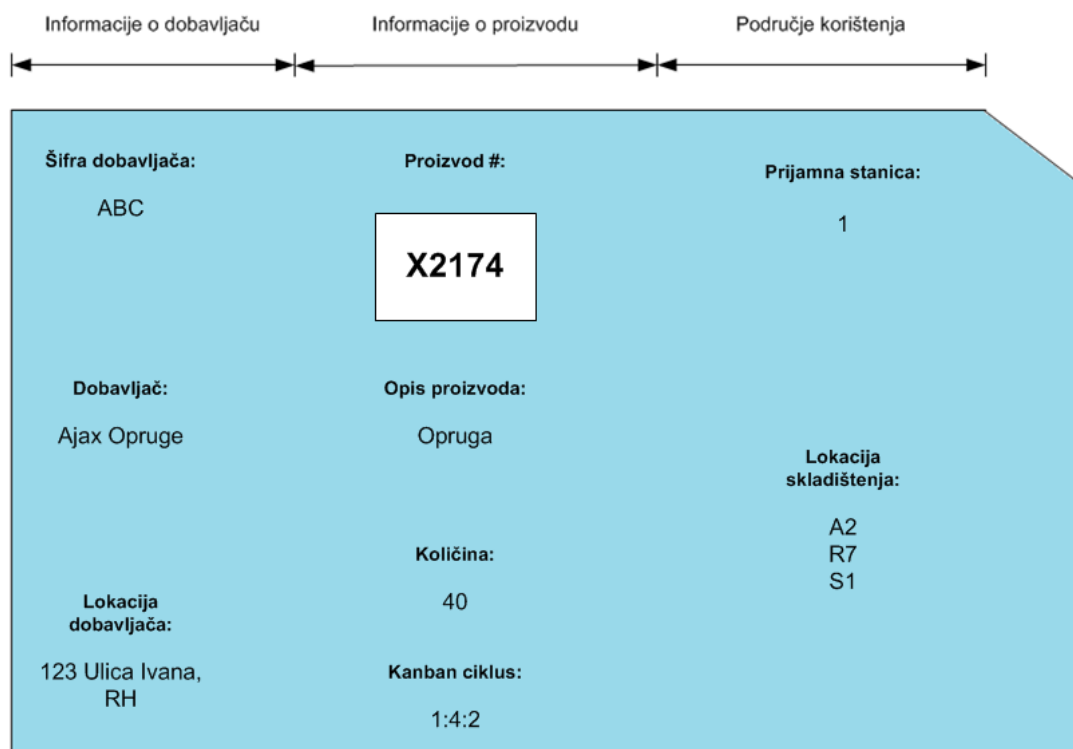 Informacije o dobavljaču
Informacije o proizvodu
Područje korištenja
Šifra dobavljača:
ABC
Dobavljač:
Ajax Opruge
Lokacija
dobavljača:
123 Ulica Ivana,
RH
Proizvod #:
X2174
Opis proizvoda:
Opruga
Količina:
40
Kanban ciklus:
1:4:2
Prijamna stanica:
1
Lokacija
skladištenja:
A2
R7
S1